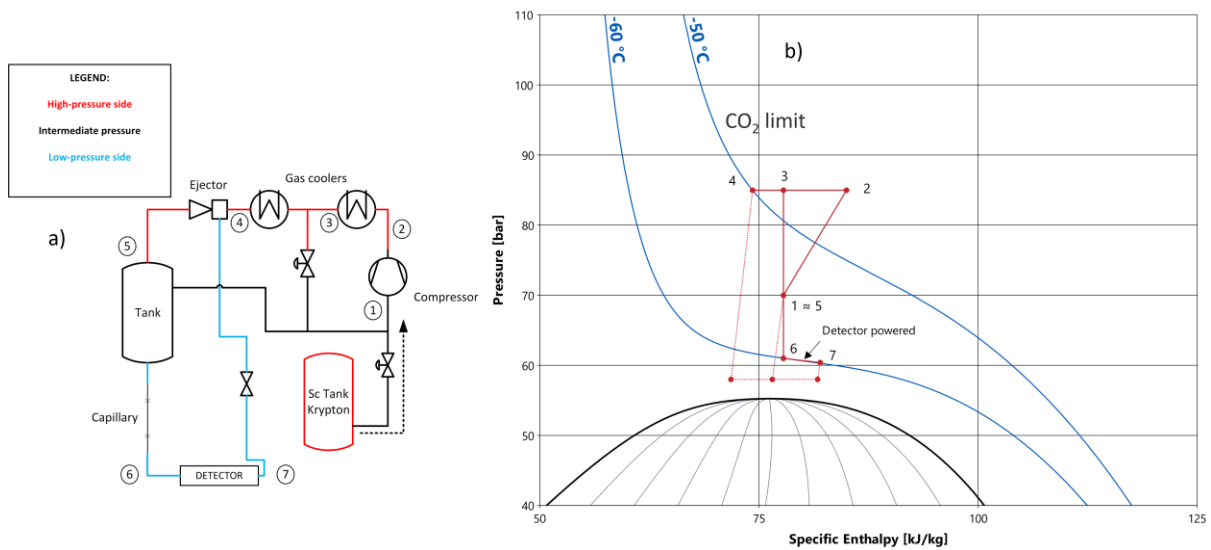 LEGEND:
High-pressure side
Intermediate pressure
Low-pressure side
a)
Ejector
Gas coolers
4
3
2
5
Tank
Compressor
1
Capillary
Sc Tank
Krypton
6
DETECTOR
7
b)
Pressure [bar]
110
100
90
80
70
60
50
40
-60 °C
-50 °C
CO₂ limit
4
3
2
1 ≈ 5
Detector powered
6
7
50
75
100
125
Specific Enthalpy [kJ/kg]